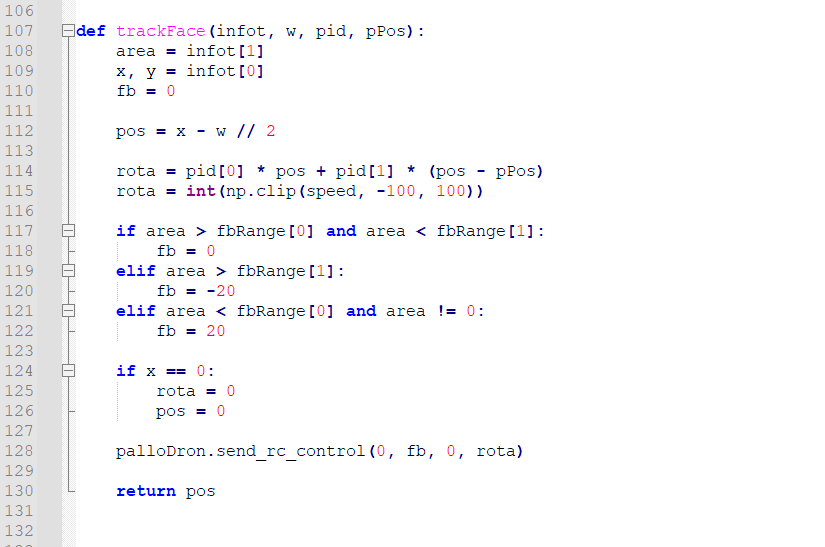 106
107 def trackFace(infot, w, pid, pPos):
108     area = infot[1]
109     x, y = infot[0]
110     fb = 0
111
112     pos = x - w // 2
113
114     rota = pid[0] * pos + pid[1] * (pos - pPos)
115     rota = int(np.clip(speed, -100, 100))
116
117     if area > fbRange[0] and area < fbRange[1]:
118         fb = 0
119     elif area > fbRange[1]:
120         fb = -20
121     elif area < fbRange[0] and area != 0:
122         fb = 20
123
124     if x == 0:
125         rota = 0
126         pos = 0
127
128     palloDron.send_rc_control(0, fb, 0, rota)
129
130     return pos
131
132